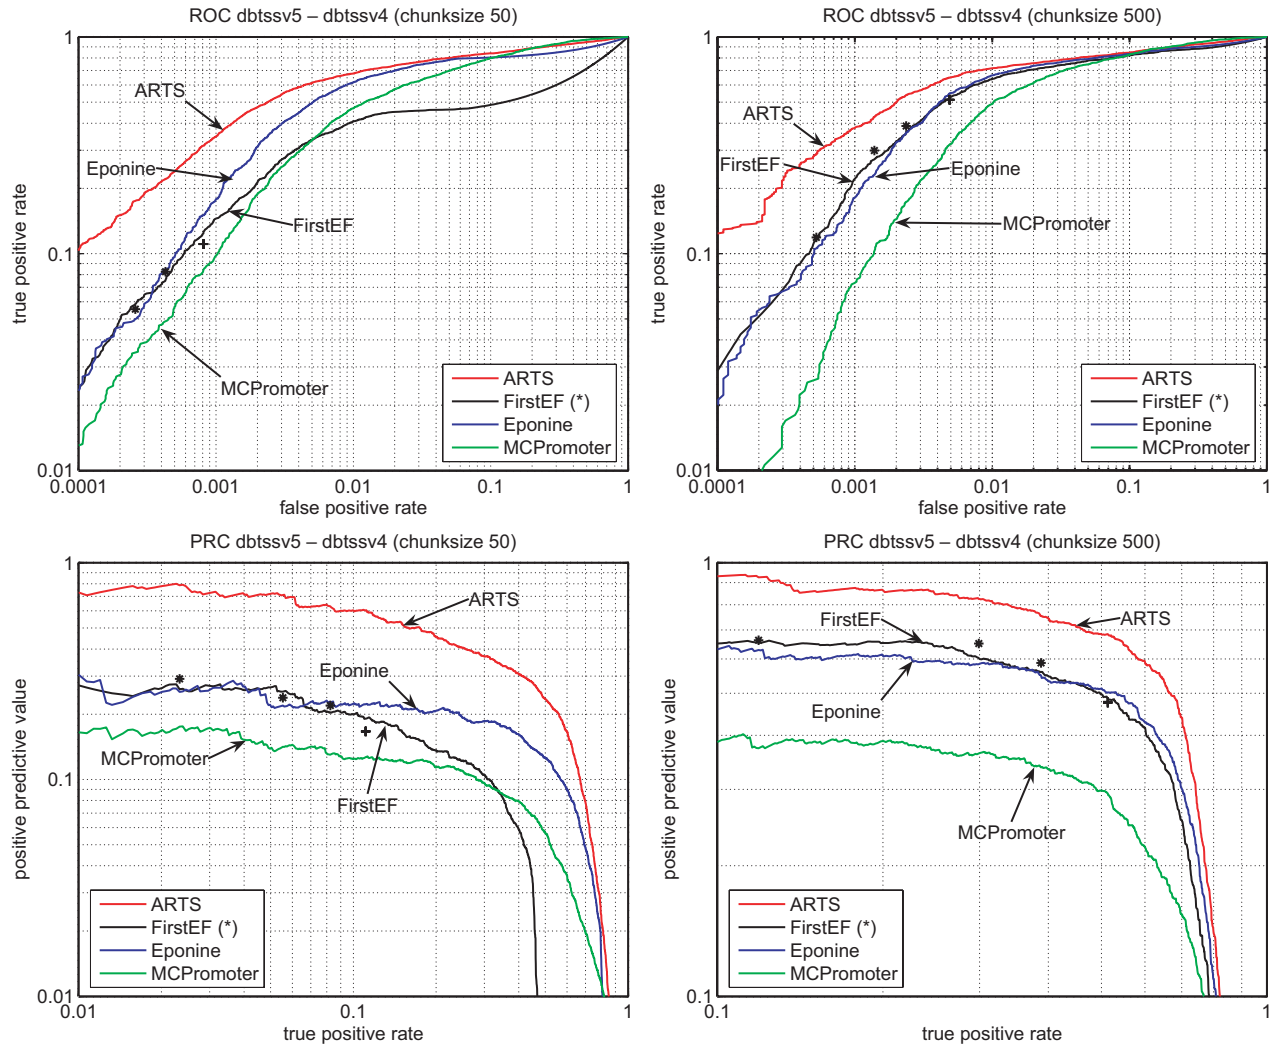 ROC dbtssv5 – dbtssv4 (chunksize 50)
1
0.1
0.01
true positive rate
ARTS
Eponine
FirstEF
MCPromoter
ARTS
FirstEF (*)
Eponine
MCPromoter
0.0001
0.001
0.01
0.1
1
false positive rate
ROC dbtssv5 – dbtssv4 (chunksize 500)
1
0.1
0.01
true positive rate
ARTS
FirstEF
Eponine
MCPromoter
ARTS
FirstEF (*)
Eponine
MCPromoter
0.0001
0.001
0.01
0.1
1
false positive rate
PRC dbtssv5 – dbtssv4 (chunksize 50)
1
0.1
0.01
positive predictive value
ARTS
Eponine
MCPromoter
FirstEF
ARTS
FirstEF (*)
Eponine
MCPromoter
0.01
0.1
1
true positive rate
PRC dbtssv5 – dbtssv4 (chunksize 500)
1
0.1
positive predictive value
FirstEF
ARTS
Eponine
MCPromoter
ARTS
FirstEF (*)
Eponine
MCPromoter
0.1
1
true positive rate